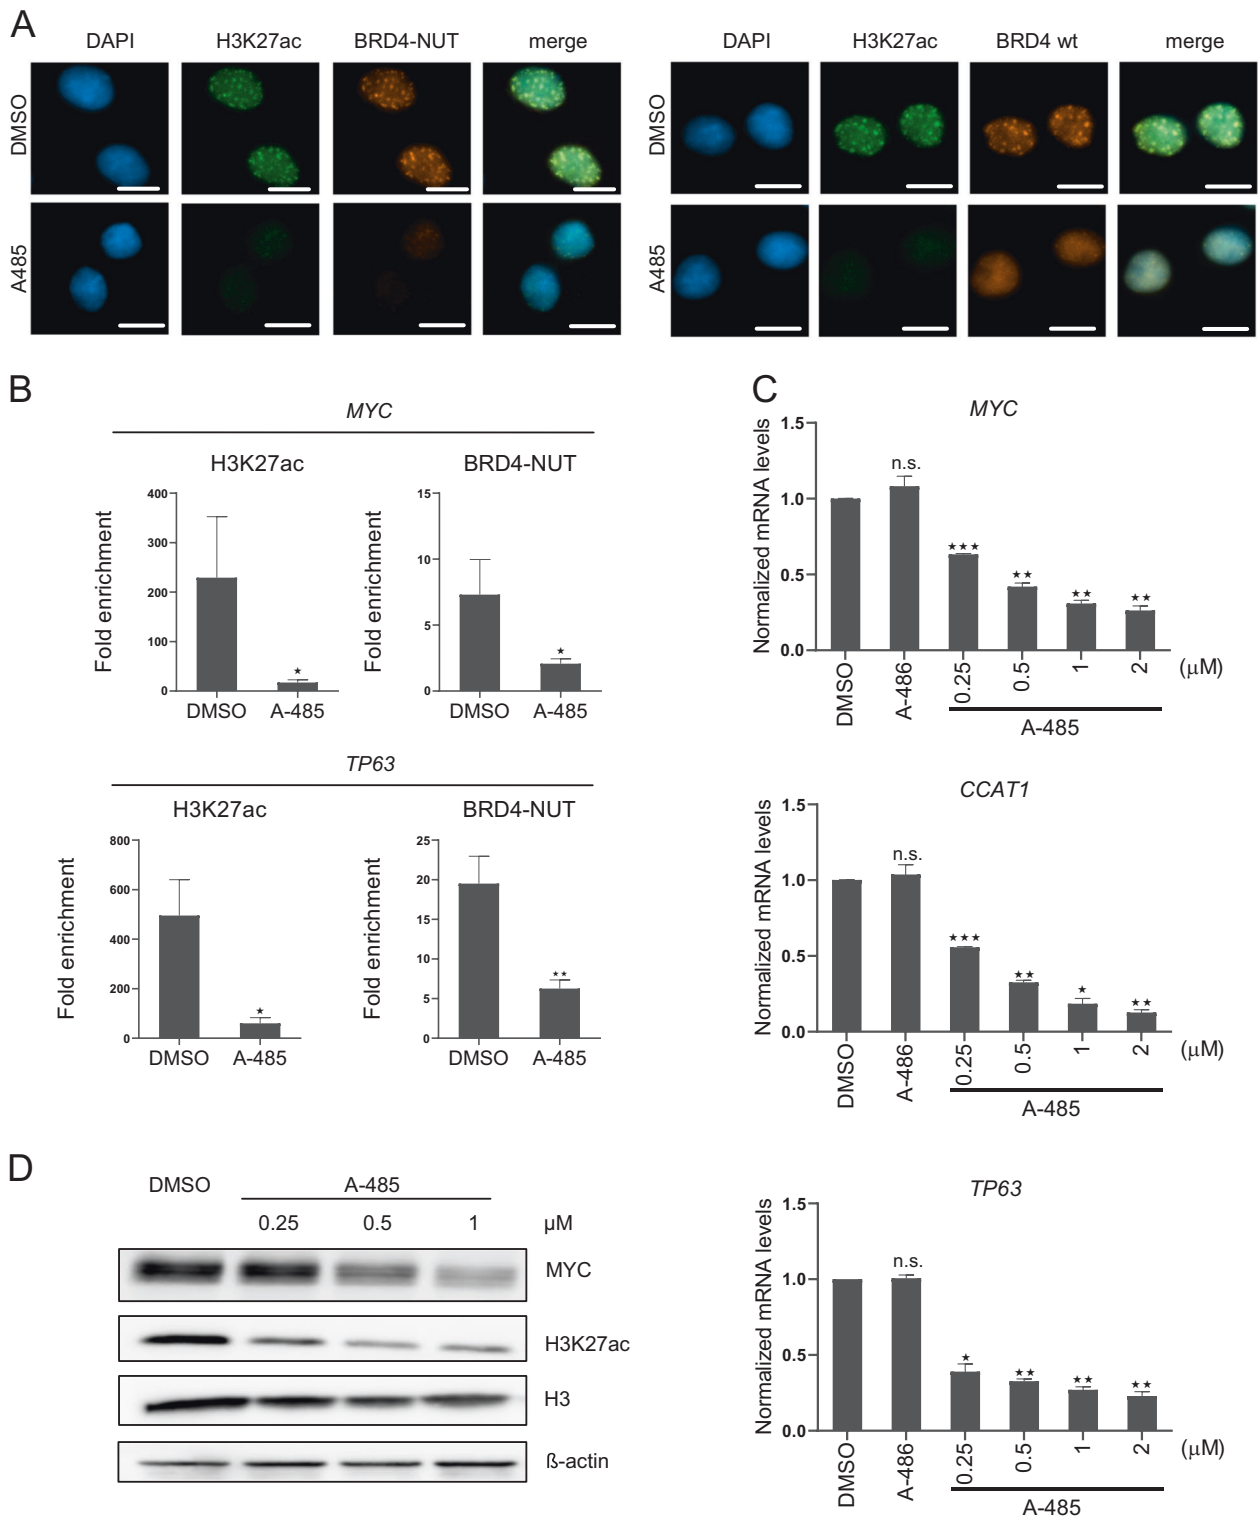 A
DAPI H3K27ac BRD4-NUT merge
DMSO
A485
DAPI H3K27ac BRD4 wt merge
DMSO
A485
B
MYC
H3K27ac
Fold enrichment
400
300
200
100
0
DMSO A-485
★
BRD4-NUT
Fold enrichment
15
10
5
0
DMSO A-485
★
TP63
H3K27ac
Fold enrichment
800
600
400
200
0
DMSO A-485
★
BRD4-NUT
Fold enrichment
25
20
15
10
5
0
DMSO A-485
★★
C
MYC
Normalized mRNA levels
1.5
1.0
0.5
0.0
n.s.
★★★
★★
★★
★★
DMSO A-486 0.25 0.5 1 2 (μM)
A-485
CCAT1
Normalized mRNA levels
1.5
1.0
0.5
0.0
n.s.
★★★
★★
★
★★
DMSO A-486 0.25 0.5 1 2 (μM)
A-485
TP63
Normalized mRNA levels
1.5
1.0
0.5
0.0
n.s.
★
★★
★★
★★
DMSO A-486 0.25 0.5 1 2 (μM)
A-485
D
DMSO A-485
0.25 0.5 1 μM
MYC
H3K27ac
H3
ß-actin